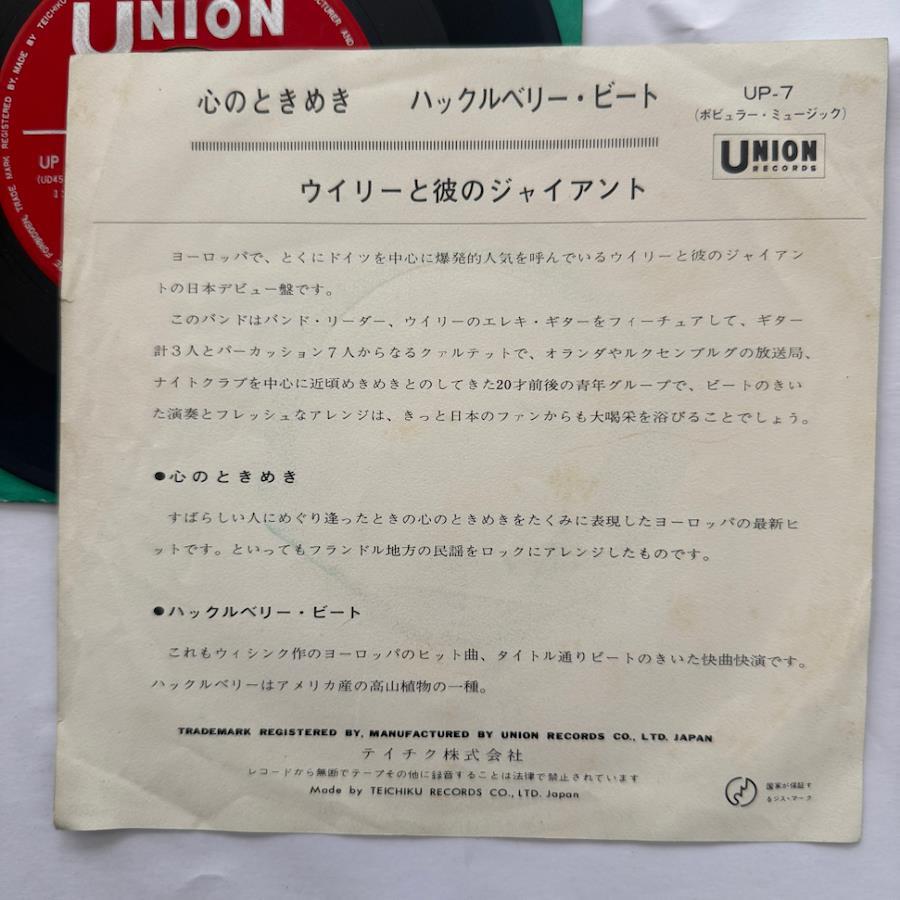 UNION
MADE BY TEICHIKU
TRADE MARK REGISTERED BY.
UP
心のときめき ハックルベリー・ビート
UP-7
(ポピュラー・ミュージック)
UNION
RECORDS
ウイリーと彼のジャイアント
ヨーロッパで、とくにドイツを中心に爆発的人気を呼んでいるウイリーと彼のジャイアン
トの日本デビュー盤です。
このバンドはバンド・リーダー、ウイリーのエレキ・ギターをフィーチュアして、ギター
計3人とパーカッション7人からなるクァルテットで、オランダやルクセンブルグの放送局、
ナイトクラブを中心に近頃めきめきとのしてきた20才前後の青年グループで、ビートのきい
た演奏とフレッシュなアレンジは、きっと日本のファンからも大喝采を浴びることでしょう。
●心のときめき
すばらしい人にめぐり逢ったときの心のときめきをたくみに表現したヨーロッパの最新ヒ
ットです。といってもフランドル地方の民謡をロックにアレンジしたものです。
●ハックルベリー・ビート
これもウィシンク作のヨーロッパのヒット曲、タイトル通りビートのきいた快曲快演です。
ハックルベリーはアメリカ産の高山植物の一種。
TRADEMARK REGISTERED BY, MANUFACTURED BY UNION RECORDS CO., LTD. JAPAN
テイチク株式会社
レコードから無断でテープその他に録音することは法律で禁止されています
Made by TEICHIKU RECORDS CO., LTD. Japan
国家が保証す
るジス・マーク